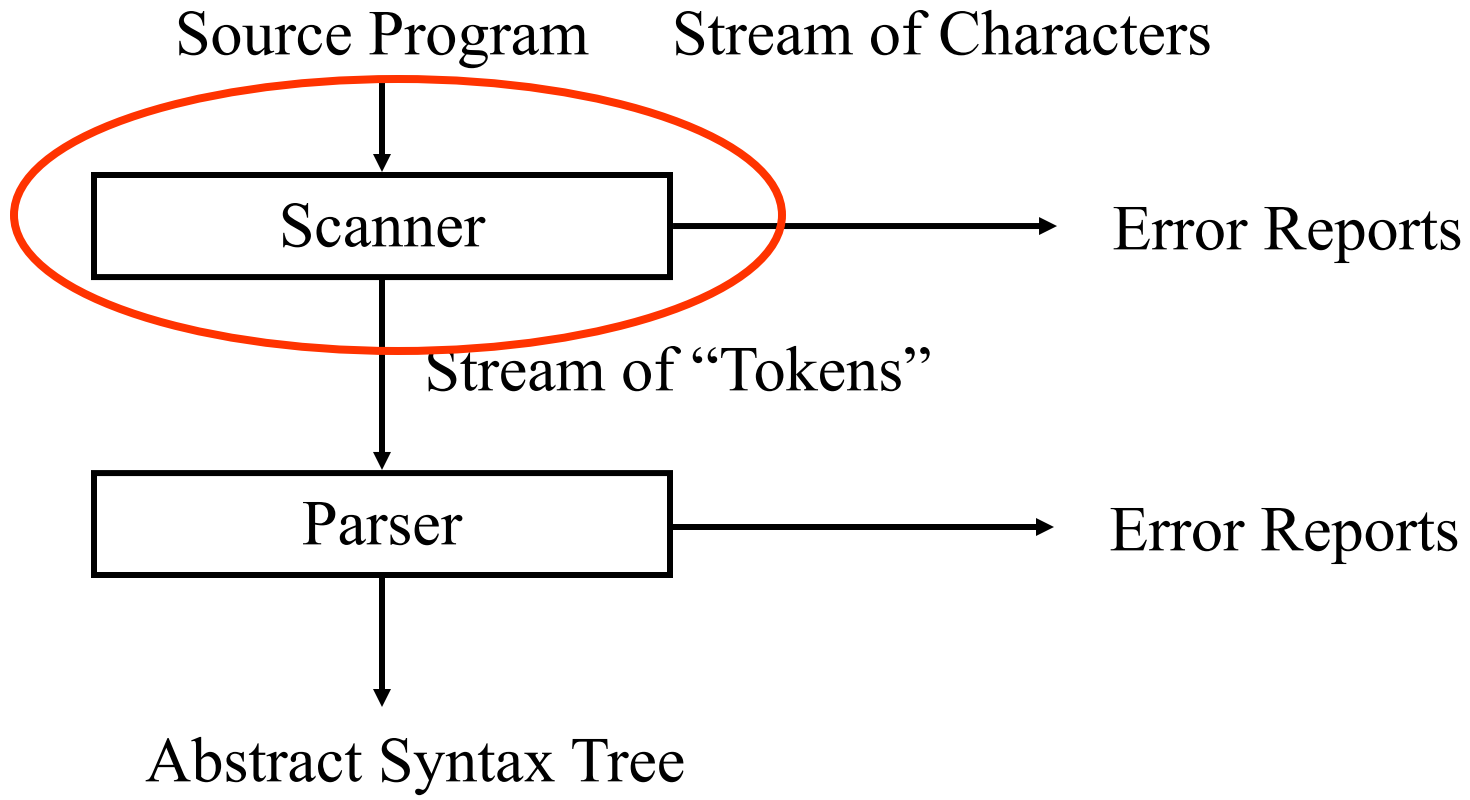 Source Program
Stream of Characters
Scanner
Error Reports
Stream of “Tokens”
Parser
Error Reports
Abstract Syntax Tree